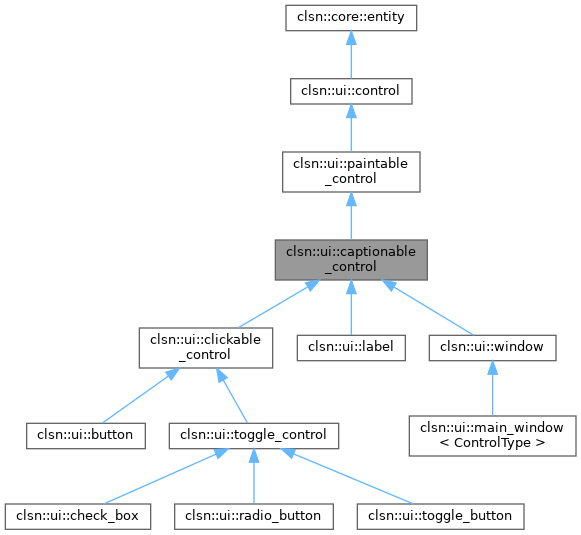 clsn::core::entity
clsn::ui::control
clsn::ui::paintable
_control
clsn::ui::captionable
_control
clsn::ui::clickable
_control
clsn::ui::label
clsn::ui::window
clsn::ui::button
clsn::ui::toggle_control
clsn::ui::main_window
< ControlType >
clsn::ui::check_box
clsn::ui::radio_button
clsn::ui::toggle_button